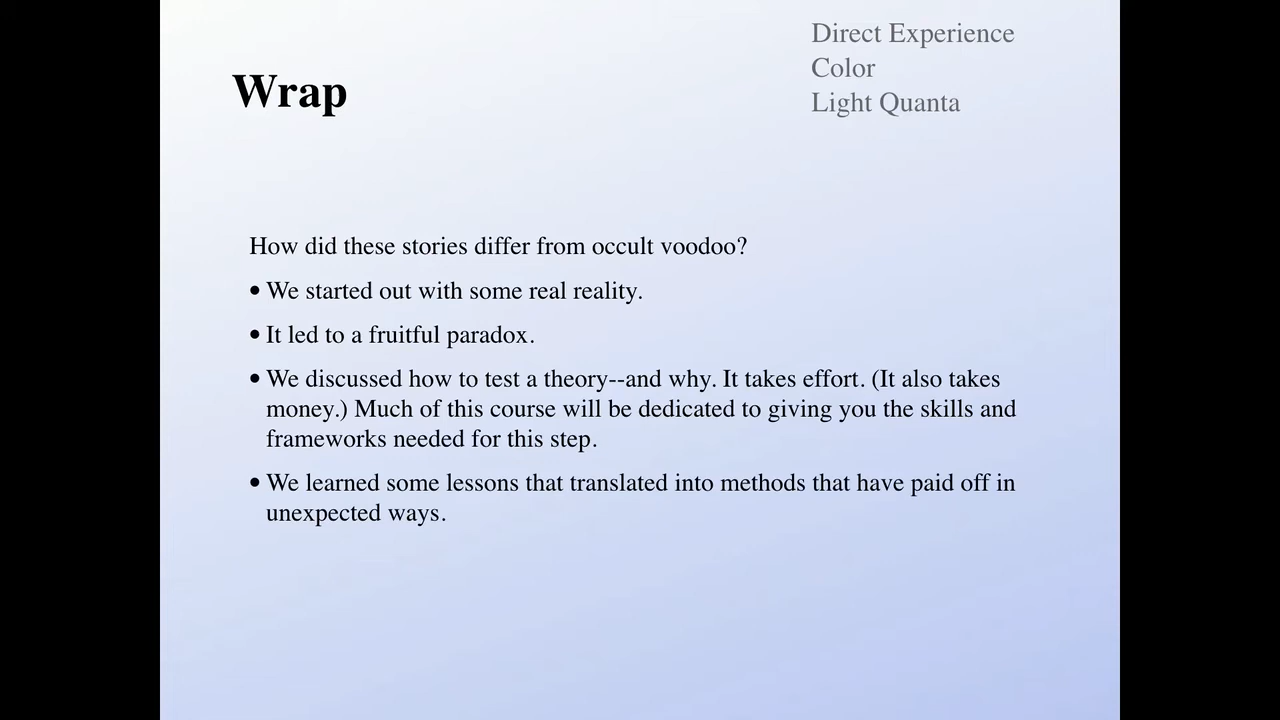 Direct Experience
Color
Light Quanta
Wrap
How did these stories differ from occult voodoo?
• We started out with some real reality.
• It led to a fruitful paradox.
• We discussed how to test a theory--and why. It takes effort. (It also takes
money.) Much of this course will be dedicated to giving you the skills and
frameworks needed for this step.
• We learned some lessons that translated into methods that have paid off in
unexpected ways.